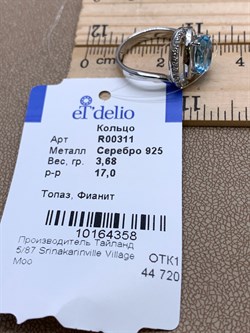 el'delio
Кольцо
Арт R00311
Металл Серебро 925
Вес, гр. 3,68
р-р 17,0
Топаз, Фианит
10164358
Производитель Тайланд
5/87 Srinakarinville Village
Moo
ОТК1
44 720